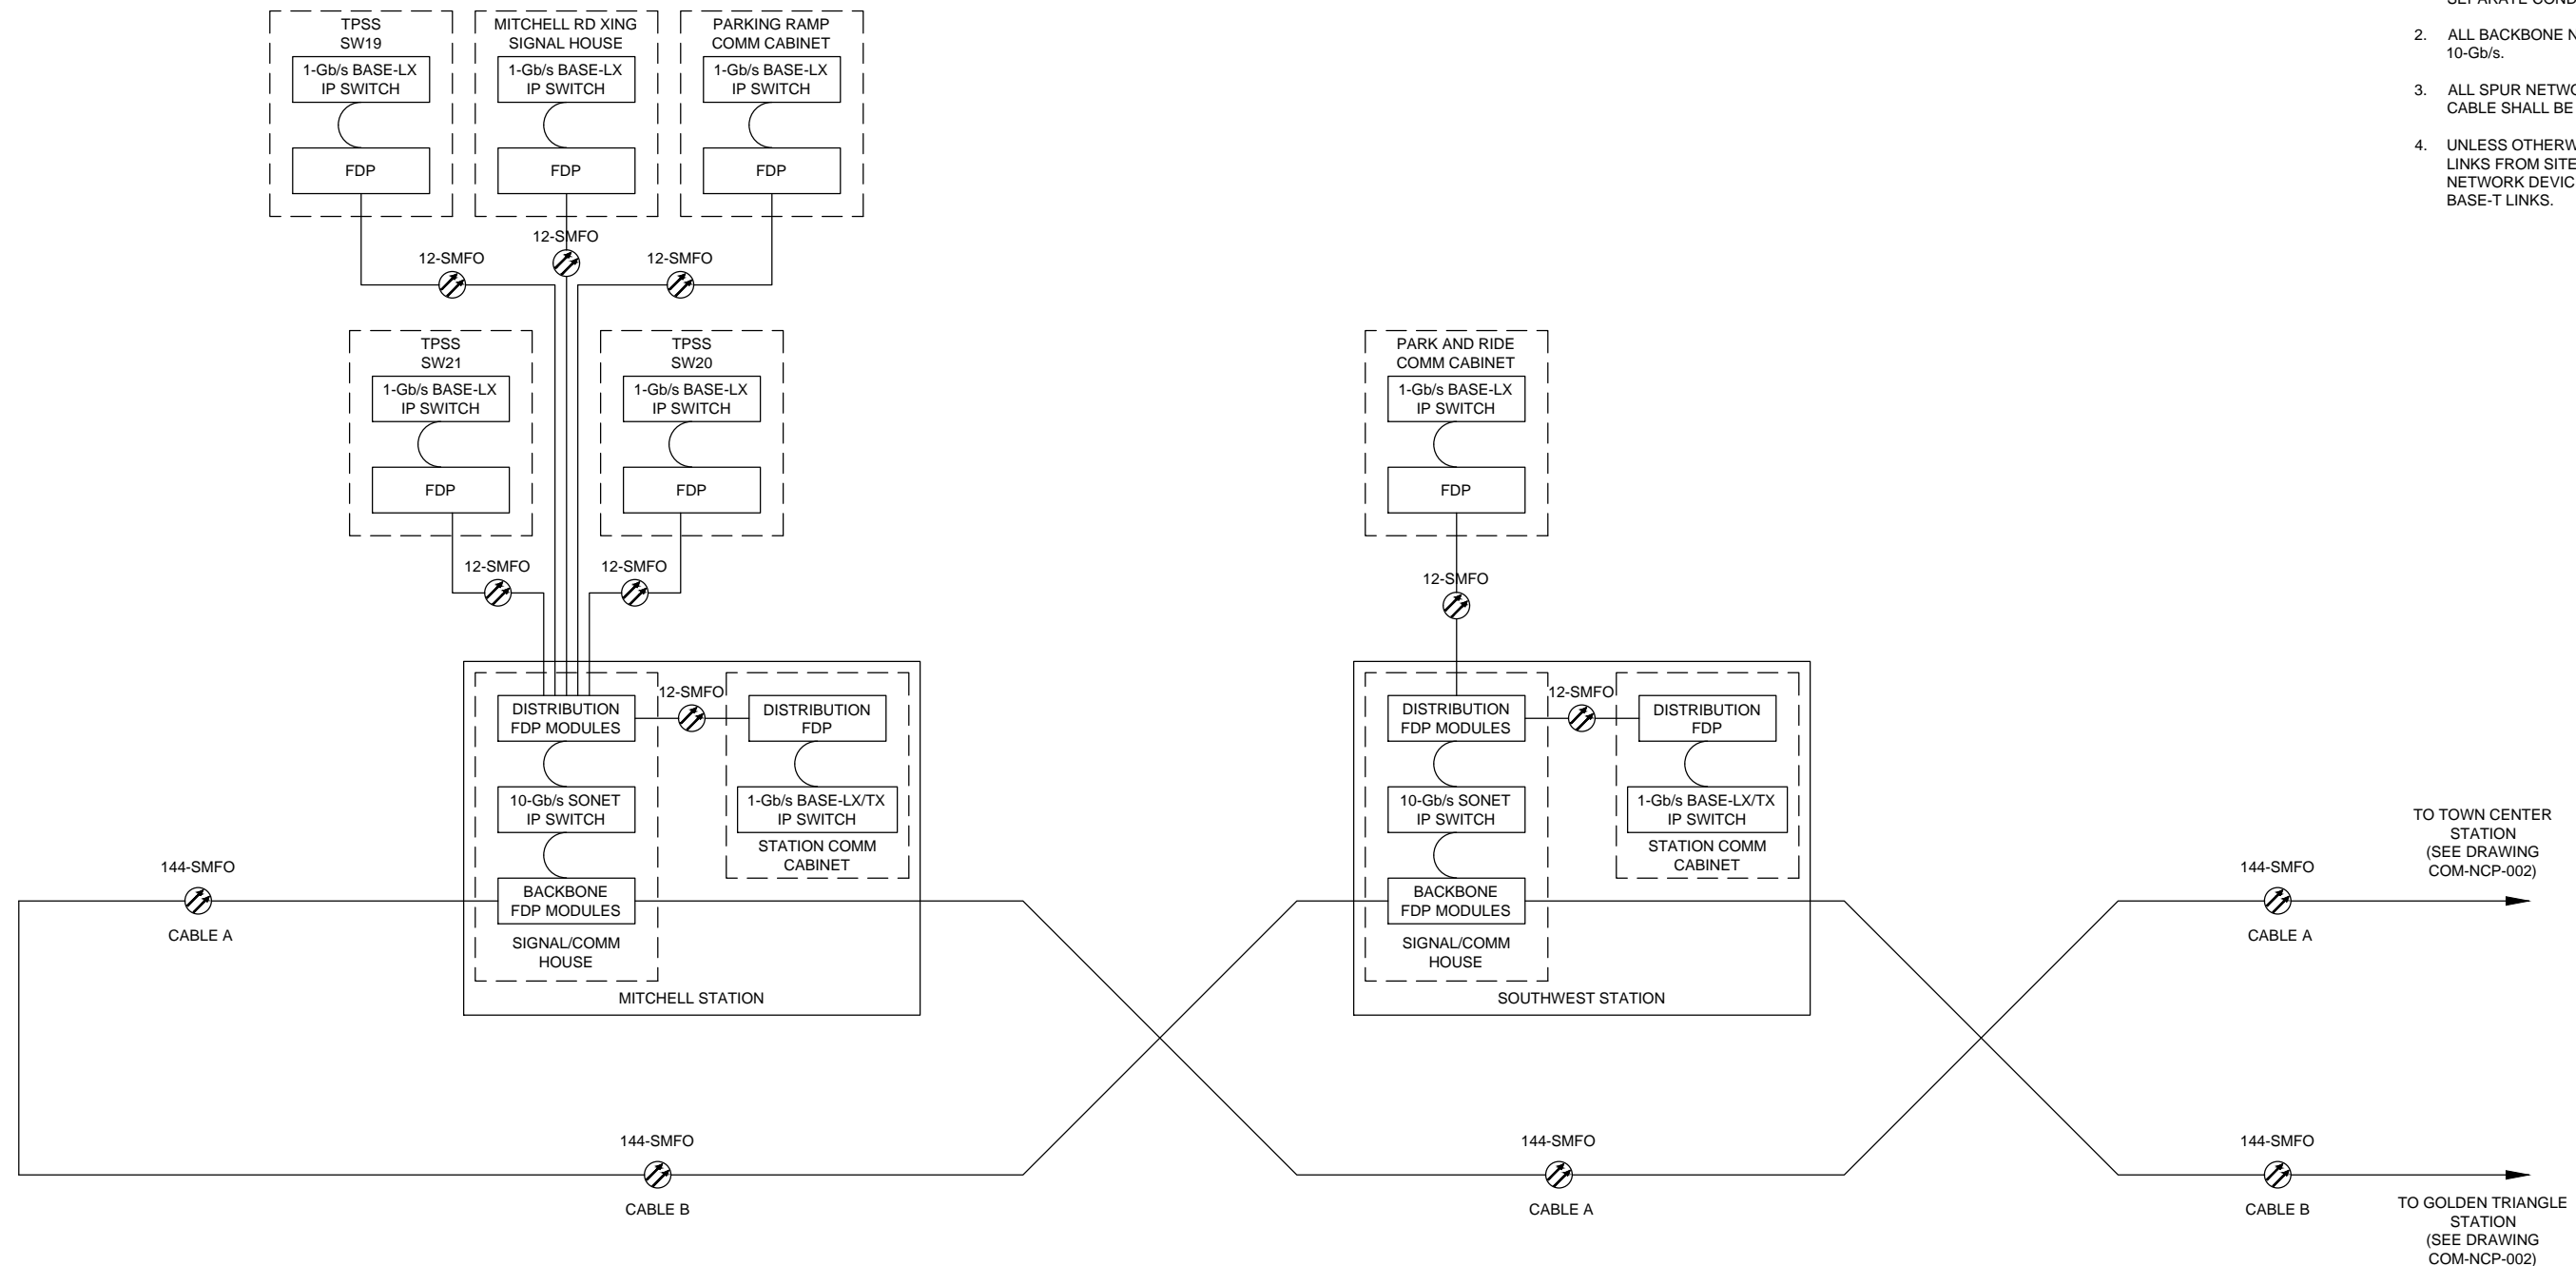 TPSS
SW19
1-Gb/s BASE-LX
IP SWITCH
FDP
MITCHELL RD XING
SIGNAL HOUSE
1-Gb/s BASE-LX
IP SWITCH
FDP
PARKING RAMP
COMM CABINET
1-Gb/s BASE-LX
IP SWITCH
FDP
2. ALL BACKBONE
10-Gb/s.
3. ALL SPUR
CABLE SHALL BE
4. UNLESS
LINKS FROM SITE
NETWORK
BASE-T LINKS.
12-SMFO
12-SMFO
12-SMFO
TPSS
SW21
1-Gb/s BASE-LX
IP SWITCH
FDP
TPSS
SW20
1-Gb/s BASE-LX
IP SWITCH
FDP
PARK AND RIDE
COMM CABINET
1-Gb/s BASE-LX
IP SWITCH
FDP
12-SMFO
12-SMFO
12-SMFO
DISTRIBUTION
FDP MODULES
12-SMFO
DISTRIBUTION
FDP
10-Gb/s SONET
IP SWITCH
1-Gb/s BASE-LX/TX
IP SWITCH
STATION COMM
CABINET
BACKBONE
FDP MODULES
SIGNAL/COMM
HOUSE
MITCHELL STATION
DISTRIBUTION
FDP MODULES
12-SMFO
DISTRIBUTION
FDP
10-Gb/s SONET
IP SWITCH
1-Gb/s BASE-LX/TX
IP SWITCH
STATION COMM
CABINET
BACKBONE
FDP MODULES
SIGNAL/COMM
HOUSE
SOUTHWEST STATION
144-SMFO
CABLE A
144-SMFO
CABLE A
TO TOWN CENTER
STATION
(SEE DRAWING
COM-NCP-002)
144-SMFO
CABLE B
144-SMFO
CABLE A
144-SMFO
CABLE B
TO GOLDEN TRIANGLE
STATION
(SEE DRAWING
COM-NCP-002)